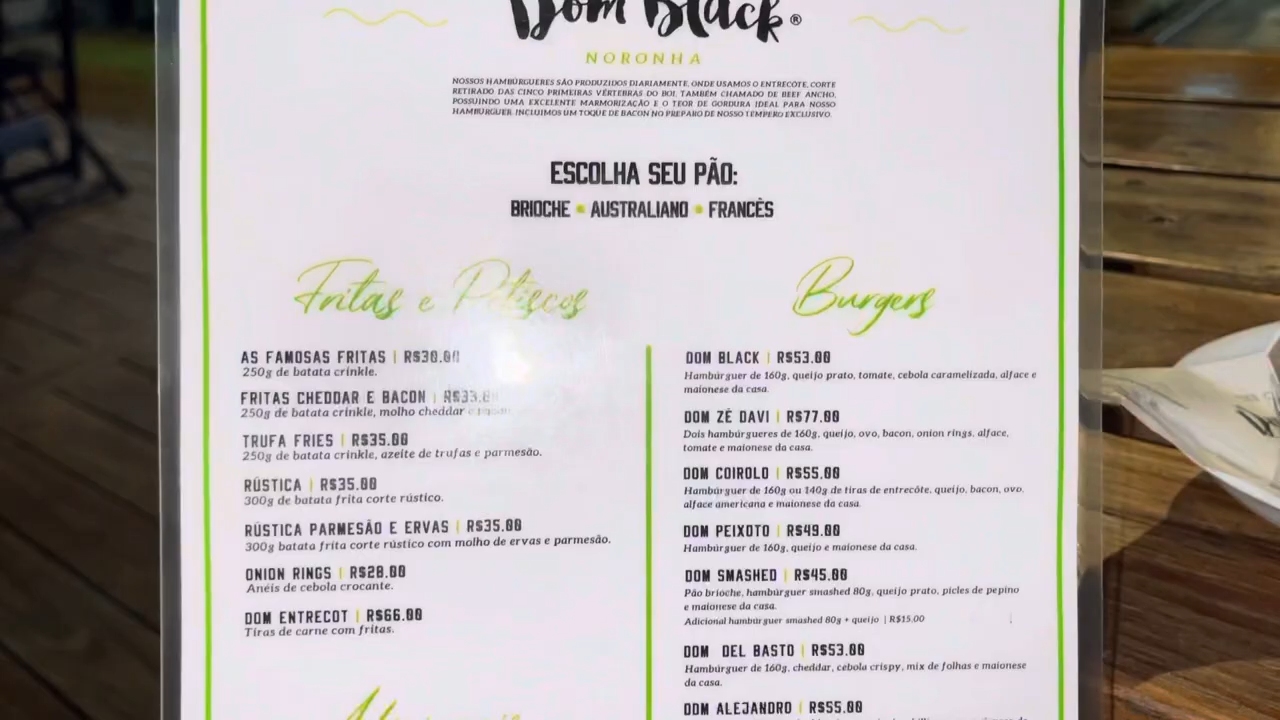 Dom Black®
NORONHA
NOSSOS HAMBÚRGUERES SÃO PRODUZIDOS DIARIAMENTE, ONDE USAMOS O ENTRECÔTE, CORTE
RETIRADO DAS CINCO PRIMEIRAS VÉRTEBRAS DO BOI, TAMBÉM CHAMADO DE BEEF ANCHO,
POSSUINDO UMA EXCELENTE MARMORIZAÇÃO E O TEOR DE GORDURA IDEAL PARA NOSSO
HAMBÚRGUER. INCLUIMOS UM TOQUE DE BACON NO PREPARO DE NOSSO TEMPERO EXCLUSIVO.
ESCOLHA SEU PÃO:
BRIOCHE • AUSTRALIANO • FRANCÊS
Fritas e Petiscos
AS FAMOSAS FRITAS | R$30.00
250g de batata crinkle.
FRITAS CHEDDAR E BACON | R$33.
250g de batata crinkle, molho cheddar
TRUFA FRIES | R$35.00
250g de batata crinkle, azeite de trufas e parmesão.
RÚSTICA | R$35.00
300g de batata frita corte rústico.
RÚSTICA PARMESÃO E ERVAS | R$35.00
300g batata frita corte rústico com molho de ervas e parmesão.
ONION RINGS | R$28.00
Anéis de cebola crocante.
DOM ENTRECOT | R$66.00
Tiras de carne com fritas.
Burgers
DOM BLACK | R$53.00
Hambúrguer de 160g, queijo prato, tomate, cebola caramelizada, alface e
maionese da casa.
DOM ZÉ DAVI | R$77.00
Dois hambúrgueres de 160g, queijo, ovo, bacon, onion rings, alface,
tomate e maionese da casa.
DOM COIROLO | R$55.00
Hambúrguer de 160g ou 140g de tiras de entrecôte, queijo, bacon, ovo,
alface americana e maionese da casa.
DOM PEIXOTO | R$49.00
Hambúrguer de 160g, queijo e maionese da casa.
DOM SMASHED | R$45.00
Pão brioche, hambúrguer smashed 80g, queijo prato, picles de pepino
e maionese da casa.
Adicional hambúrguer smashed 80g + queijo | R$15,00
DOM DEL BASTO | R$53.00
Hambúrguer de 160g, cheddar, cebola crispy, mix de folhas e maionese
da casa.
DOM ALEJANDRO | R$55.00